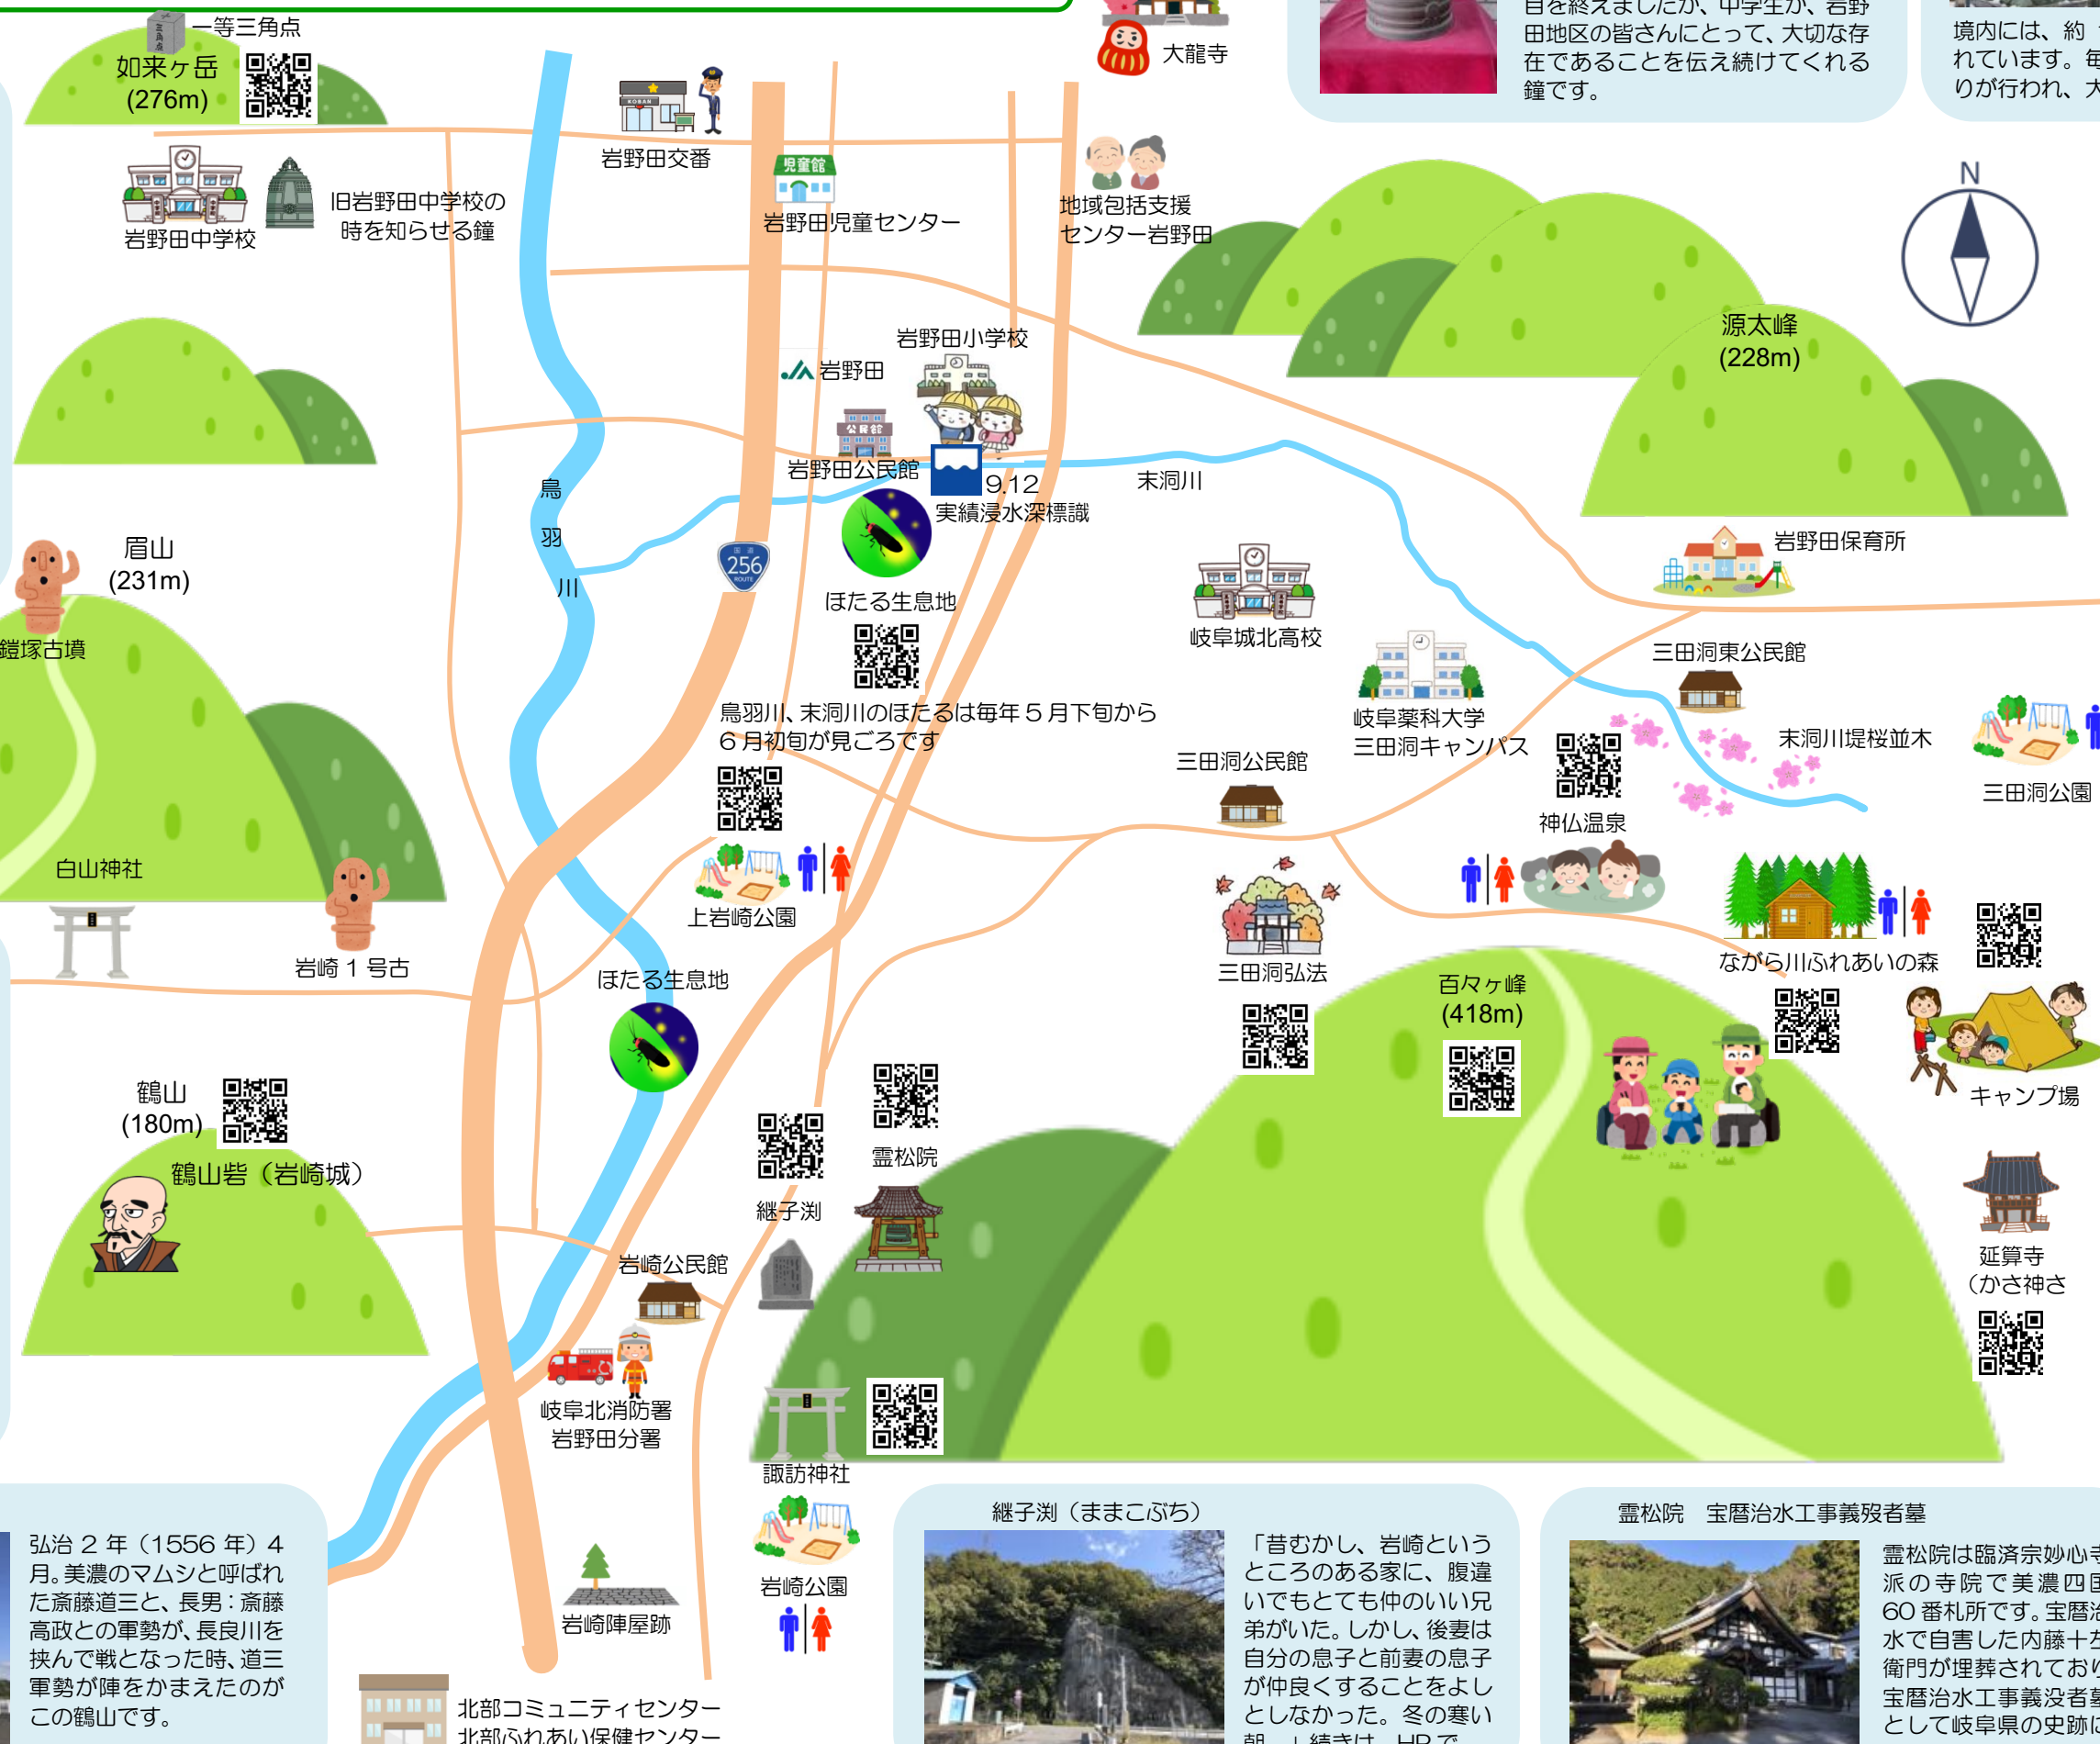 一等三角点
如来ヶ岳
(276m)
大龍寺
目を終えましたが、中学生が、岩野
田地区の皆さんにとって、大切な存
在であることを伝え続けてくれる
鐘です。
境内には、約
れています。毎
りが行われ、大
KOBAN
岩野田交番
児童館
岩野田児童センター
地域包括支援
センター岩野田
N
岩野田中学校
旧岩野田中学校の
時を知らせる鐘
源太峰
(228m)
岩野田小学校
JA 岩野田
公民館
岩野田公民館
9.12
実績浸水深標識
末洞川
鳥
羽
川
国道
256
ROUTE
ほたる生息地
鳥羽川、末洞川のほたるは毎年5月下旬から
6月初旬が見ごろです
岩野田保育所
岐阜城北高校
岐阜薬科大学
三田洞キャンパス
三田洞東公民館
末洞川堤桜並木
三田洞公園
眉山
(231m)
鎧塚古墳
三田洞公民館
神仏温泉
白山神社
岩崎1号古
上岩崎公園
ほたる生息地
三田洞弘法
ながら川ふれあいの森
百々ヶ峰
(418m)
キャンプ場
鶴山
(180m)
鶴山砦（岩崎城）
霊松院
継子渕
延算寺
（かさ神さ
岩崎公民館
岐阜北消防署
岩野田分署
諏訪神社
岩崎公園
岩崎陣屋跡
北部コミュニティセンター
北部ふれあい保健センター
弘治2年（1556年）4
月。美濃のマムシと呼ばれ
た斎藤道三と、長男：斎藤
高政との軍勢が、長良川を
挟んで戦となった時、道三
軍勢が陣をかまえたのが
この鶴山です。
継子渕（ままこぶち）
「昔むかし、岩崎という
ところのある家に、腹違
いでもとても仲のいい兄
弟がいた。しかし、後妻は
自分の息子と前妻の息子
が仲良くすることをよし
としなかった。冬の寒い
朝…」続きは、HPで
霊松院　宝暦治水工事義歿者墓
霊松院は臨済宗妙心寺
派の寺院で美濃四国
60番札所です。宝暦治
水で自害した内藤十左
衛門が埋葬されており
宝暦治水工事義没者墓
として岐阜県の史跡に